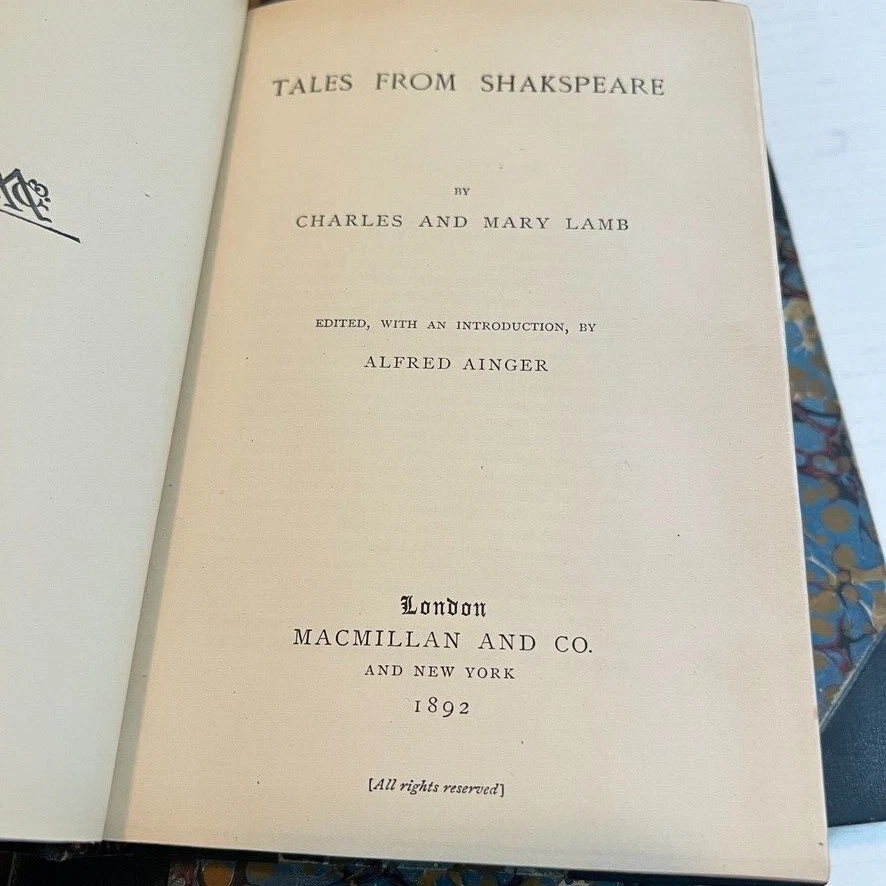 TALES FROM SHAKSPEARE
BY
CHARLES AND MARY LAMB
EDITED, WITH AN INTRODUCTION, BY
ALFRED AINGER
London
MACMILLAN AND CO.
AND NEW YORK
1892
[All rights reserved]